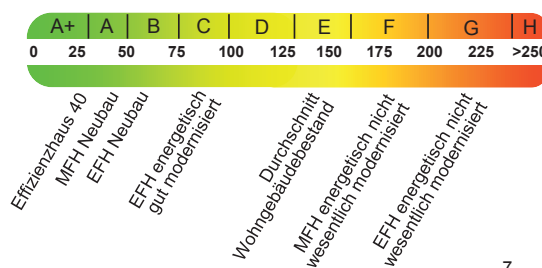 A+ A B C D E F G H
0 25 50 75 100 125 150 175 200 225 >250
Effizienzhaus 40
MFH Neubau
EFH Neubau
EFH energetisch
gut modernisiert
Durchschnitt
Wohngebäudebestand
MFH energetisch nicht
wesentlich modernisiert
EFH energetisch nicht
wesentlich modernisiert